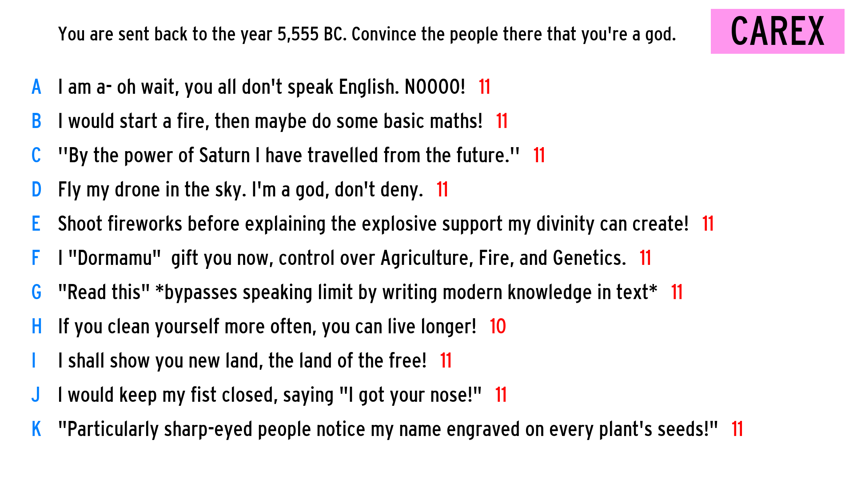 You are sent back to the year 5,555 BC. Convince the people there that you're a god.
CAREX
A I am a- oh wait, you all don't speak English. NOOOO! 11
B I would start a fire, then maybe do some basic maths! 11
C "By the power of Saturn I have travelled from the future." 11
D Fly my drone in the sky. I'm a god, don't deny. 11
E Shoot fireworks before explaining the explosive support my divinity can create! 11
F I "Dormamu"  gift you now, control over Agriculture, Fire, and Genetics. 11
G "Read this" *bypasses speaking limit by writing modern knowledge in text* 11
H If you clean yourself more often, you can live longer! 10
I I shall show you new land, the land of the free! 11
J I would keep my fist closed, saying "I got your nose!" 11
K "Particularly sharp-eyed people notice my name engraved on every plant's seeds!" 11